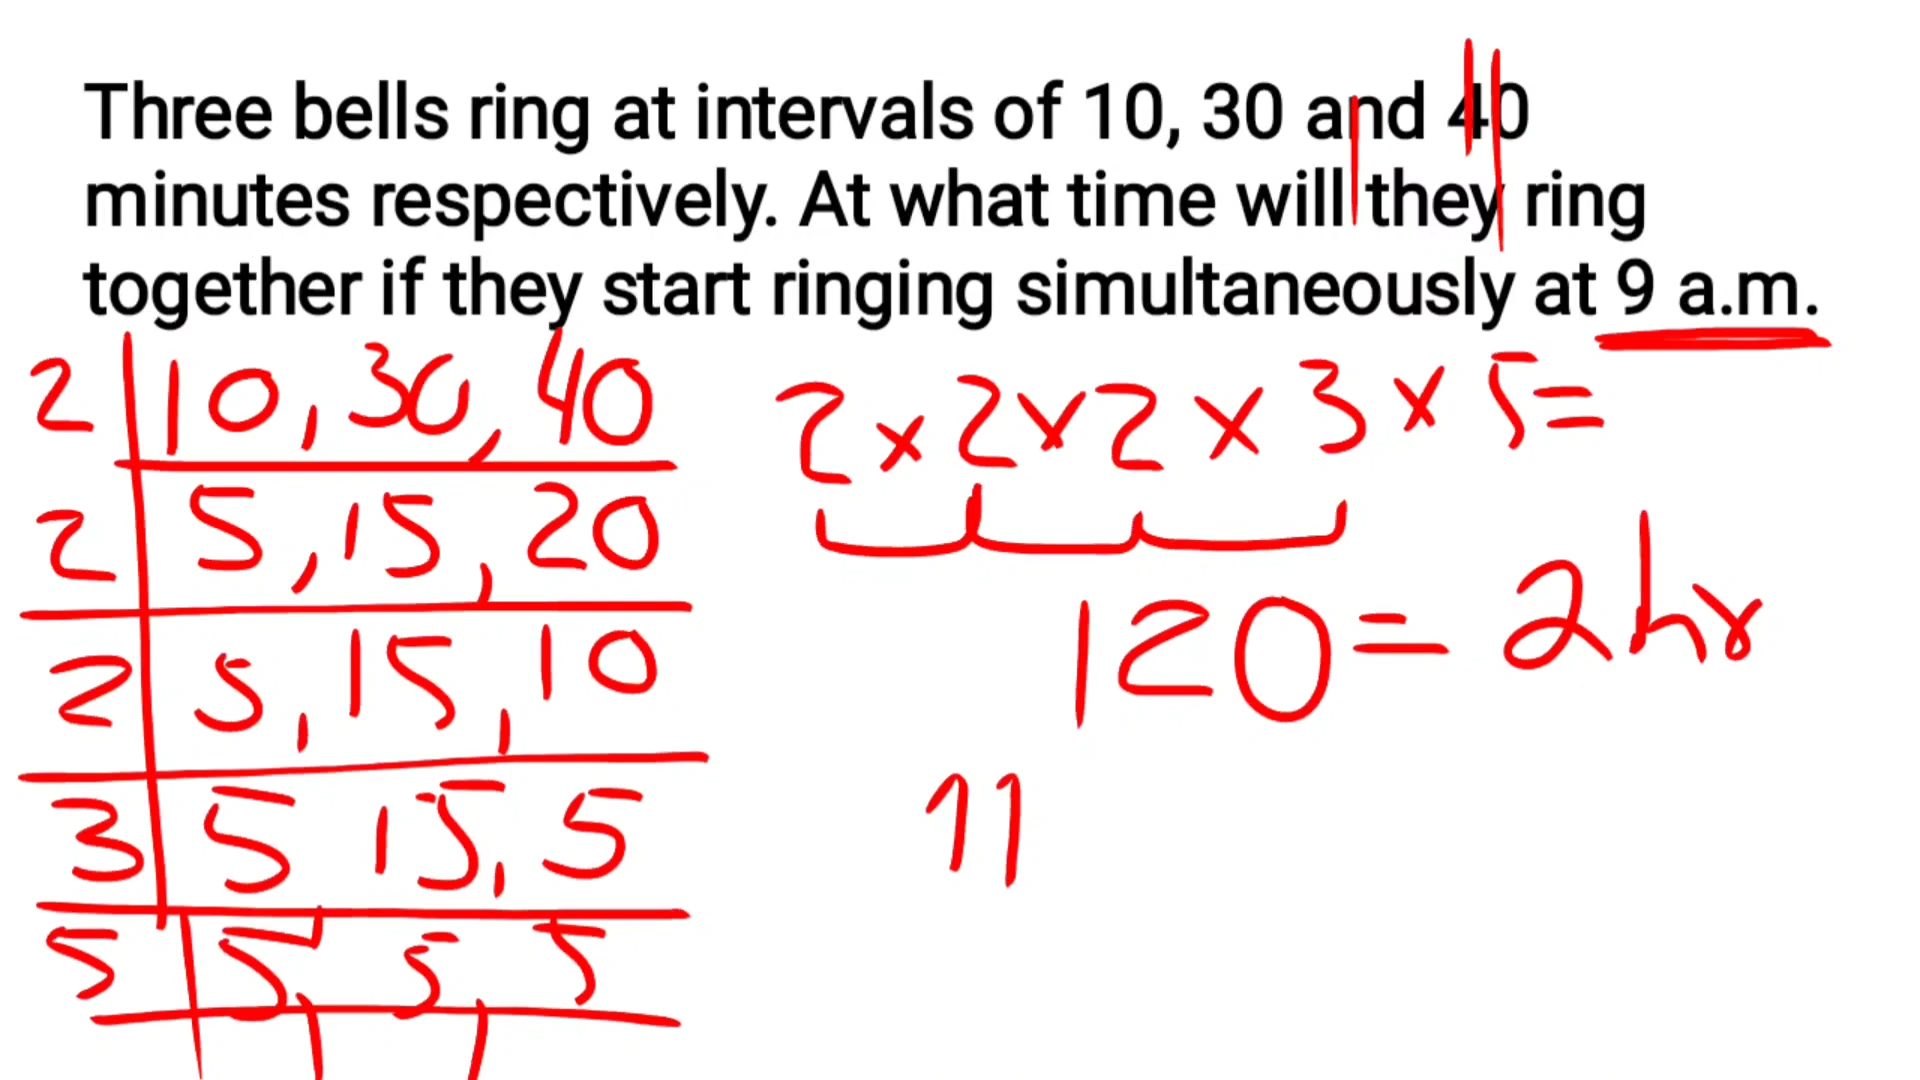 Three bells ring at intervals of 10, 30 and 40
minutes respectively. At what time will they ring
together if they start ringing simultaneously at 9 a.m.
2 | 10, 30, 40
2 | 5, 15, 20
2 | 5, 15, 10
3 | 5 15, 5
5 | 5, 5, 5
2 × 2 × 2 × 3 × 5 =
120 = 2hr
11